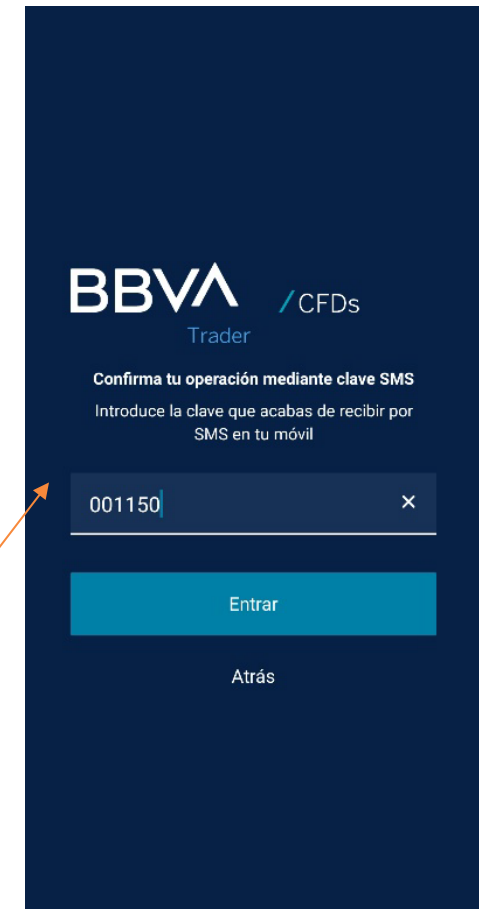 BBVA / CFDs
Trader
Confirma tu operación mediante clave SMS
Introduce la clave que acabas de recibir por
SMS en tu móvil
001150 ×
Entrar
Atrás